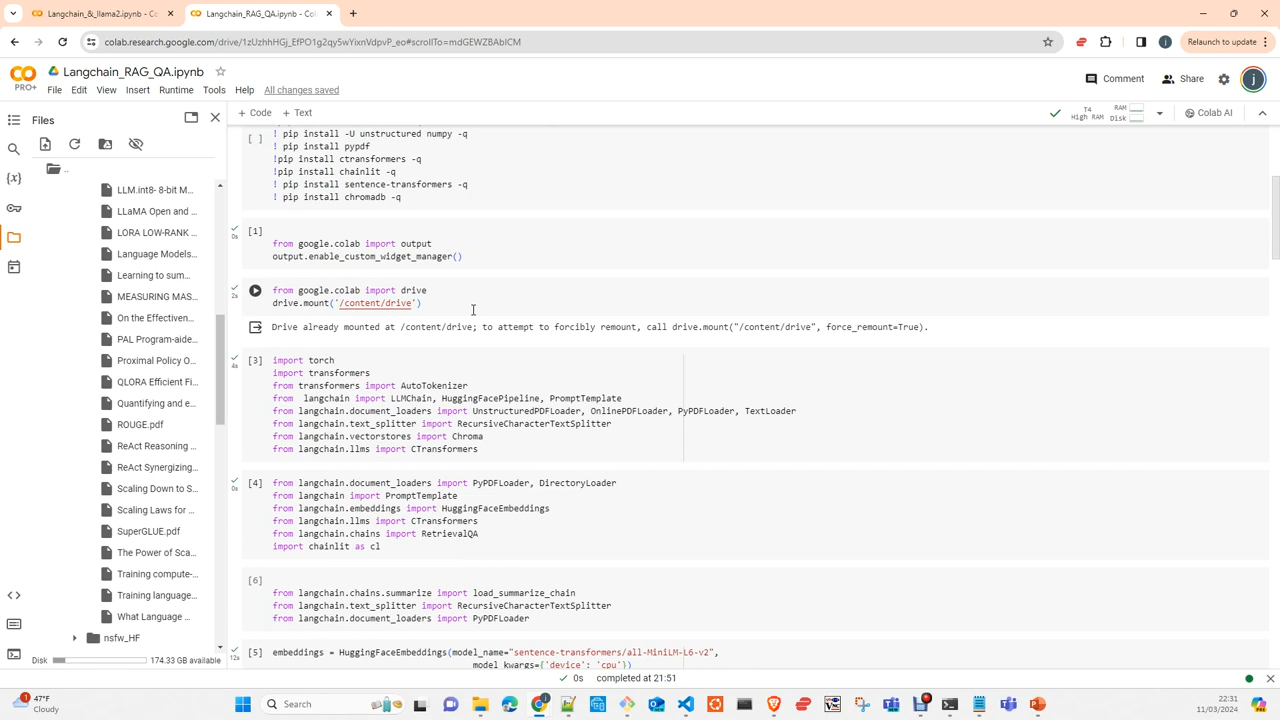 Langchain_&_llama2.ipynb - Co
Langchain_RAG_QA.ipynb - Cola
colab.research.google.com/drive/1zUzhhHGj_EfPO1g2qy5wYixnVdpvP_eo#scrollTo=mdGEWZBAblCM
Relaunch to update
PRO+
Langchain_RAG_QA.ipynb
File Edit View Insert Runtime Tools Help All changes saved
Comment
Share
j
Files
+ Code + Text
T4
High RAM
RAM
Disk
Colab AI
..
LLM.int8- 8-bit M...
LLaMA Open and ...
LORA LOW-RANK ...
Language Models...
Learning to sum...
MEASURING MAS...
On the Effectiven...
PAL Program-aide...
Proximal Policy O...
QLORA Efficient Fi...
Quantifying and e...
ROUGE.pdf
ReAct Reasoning ...
ReAct Synergizing...
Scaling Down to S...
Scaling Laws for ...
SuperGLUE.pdf
The Power of Sca...
Training compute-...
Training language...
What Language ...
nsfw_HF
Disk 174.33 GB available
[ ]
! pip install -U unstructured numpy -q
! pip install pypdf
!pip install ctransformers -q
!pip install chainlit -q
! pip install sentence-transformers -q
! pip install chromadb -q
[1]
0s
from google.colab import output
output.enable_custom_widget_manager()
2s
from google.colab import drive
drive.mount('/content/drive')
Drive already mounted at /content/drive; to attempt to forcibly remount, call drive.mount("/content/drive", force_remount=True).
[3]
4s
import torch
import transformers
from transformers import AutoTokenizer
from  langchain import LLMChain, HuggingFacePipeline, PromptTemplate
from langchain.document_loaders import UnstructuredPDFLoader, OnlinePDFLoader, PyPDFLoader, TextLoader
from langchain.text_splitter import RecursiveCharacterTextSplitter
from langchain.vectorstores import Chroma
from langchain.llms import CTransformers
[4]
0s
from langchain.document_loaders import PyPDFLoader, DirectoryLoader
from langchain import PromptTemplate
from langchain.embeddings import HuggingFaceEmbeddings
from langchain.llms import CTransformers
from langchain.chains import RetrievalQA
import chainlit as cl
[6]
from langchain.chains.summarize import load_summarize_chain
from langchain.text_splitter import RecursiveCharacterTextSplitter
from langchain.document_loaders import PyPDFLoader
[5]
12s
embeddings = HuggingFaceEmbeddings(model_name="sentence-transformers/all-MiniLM-L6-v2",
model_kwargs={'device': 'cpu'})
0s completed at 21:51
47°F
Cloudy
Search
22:31
11/03/2024